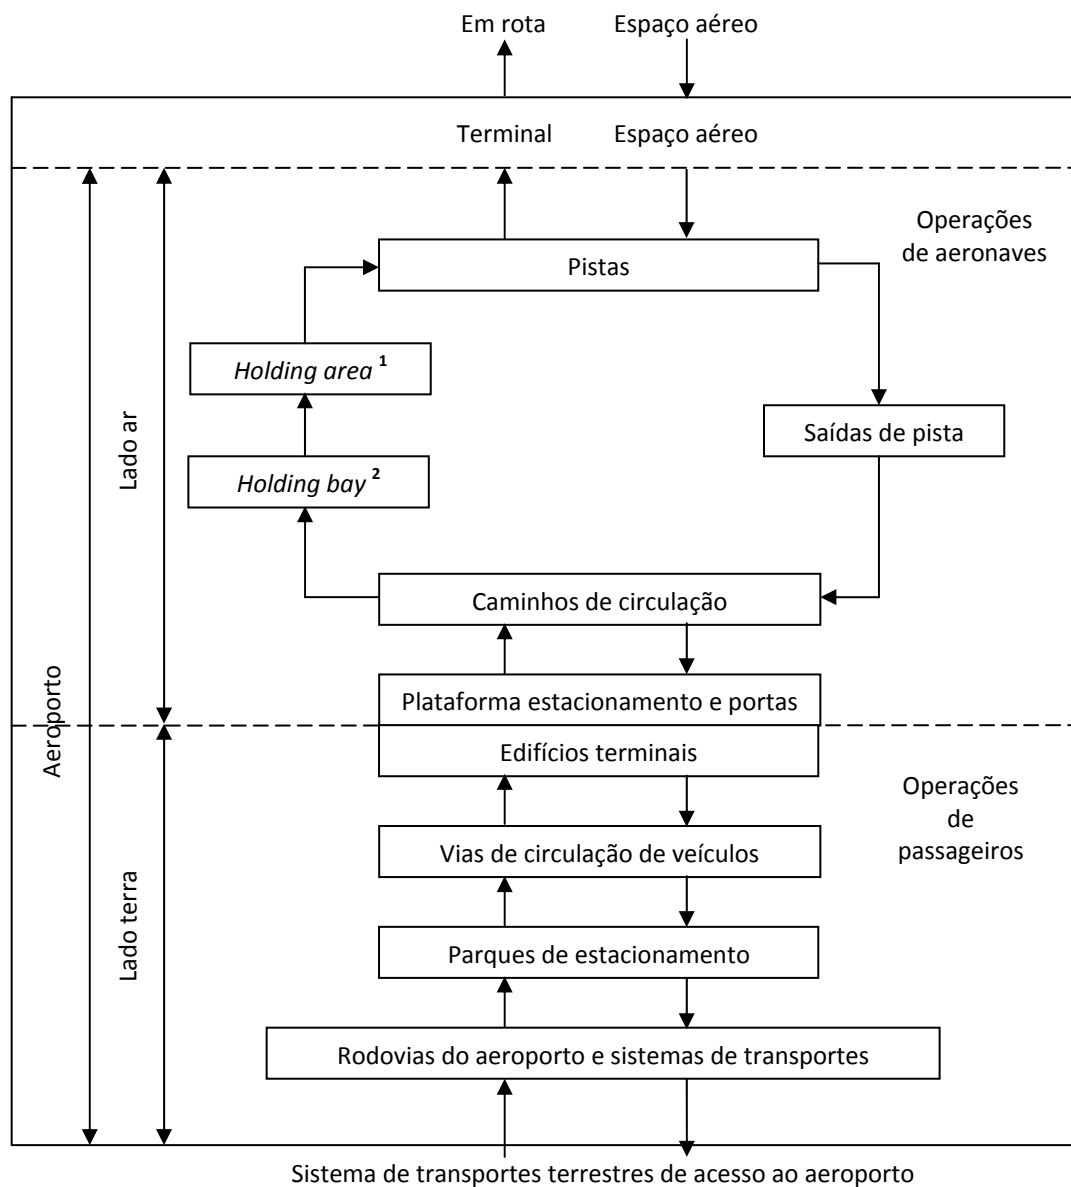 Em rota Espaço aéreo
Terminal Espaço aéreo
Operações
de aeronaves
Pistas
Holding area ¹
Saídas de pista
Lado ar
Holding bay ²
Caminhos de circulação
Aeroporto
Plataforma estacionamento e portas
Edifícios terminais
Operações
de
passageiros
Vias de circulação de veículos
Lado terra
Parques de estacionamento
Rodovias do aeroporto e sistemas de transportes
Sistema de transportes terrestres de acesso ao aeroporto